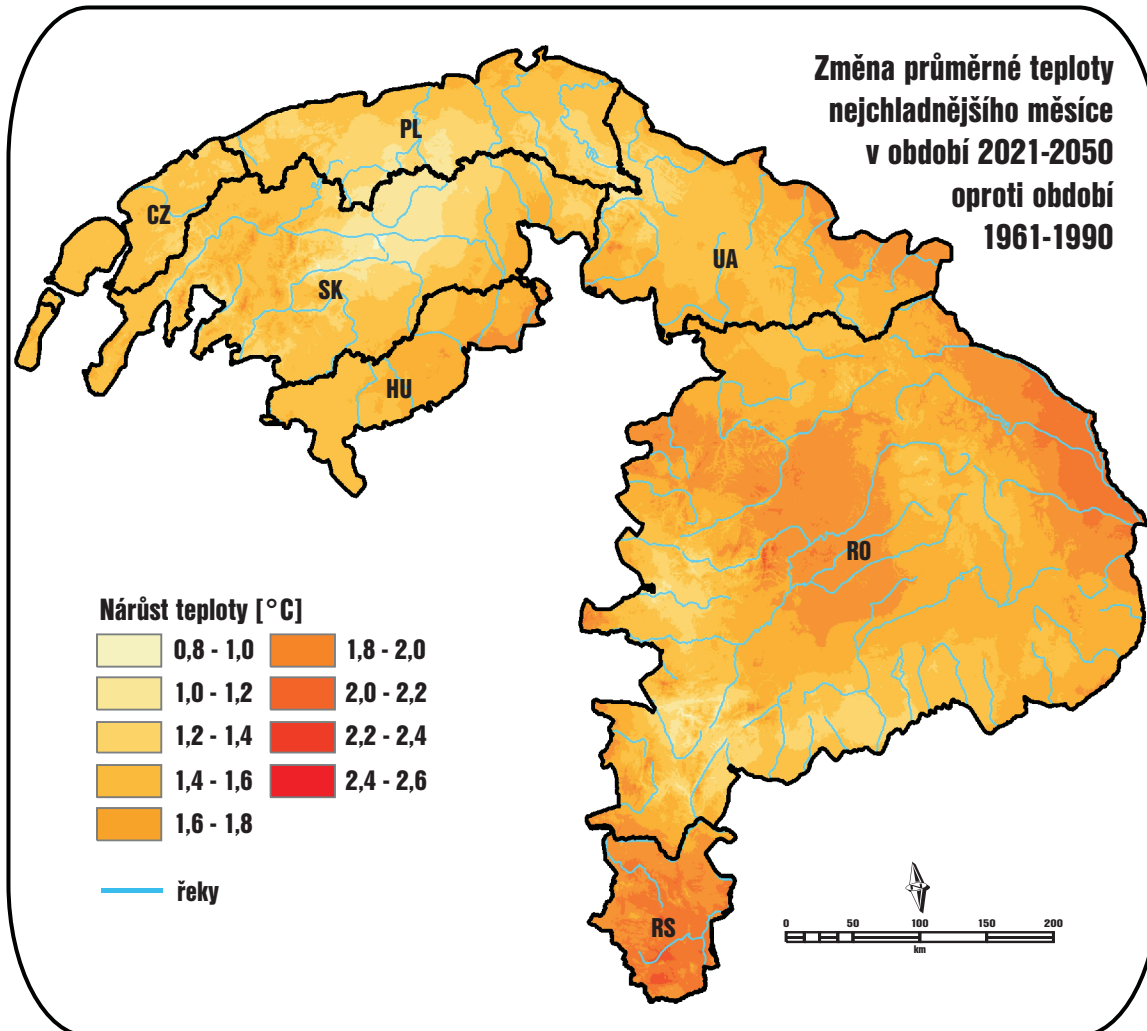 Změna průměrné teploty
nejchladnějšího měsíce
v období 2021-2050
oproti období
1961-1990
PL
CZ
UA
SK
HU
RO
RS
Nárůst teploty [°C]
0,8 - 1,0
1,0 - 1,2
1,2 - 1,4
1,4 - 1,6
1,6 - 1,8
1,8 - 2,0
2,0 - 2,2
2,2 - 2,4
2,4 - 2,6
řeky
0 50 100 150 200
km